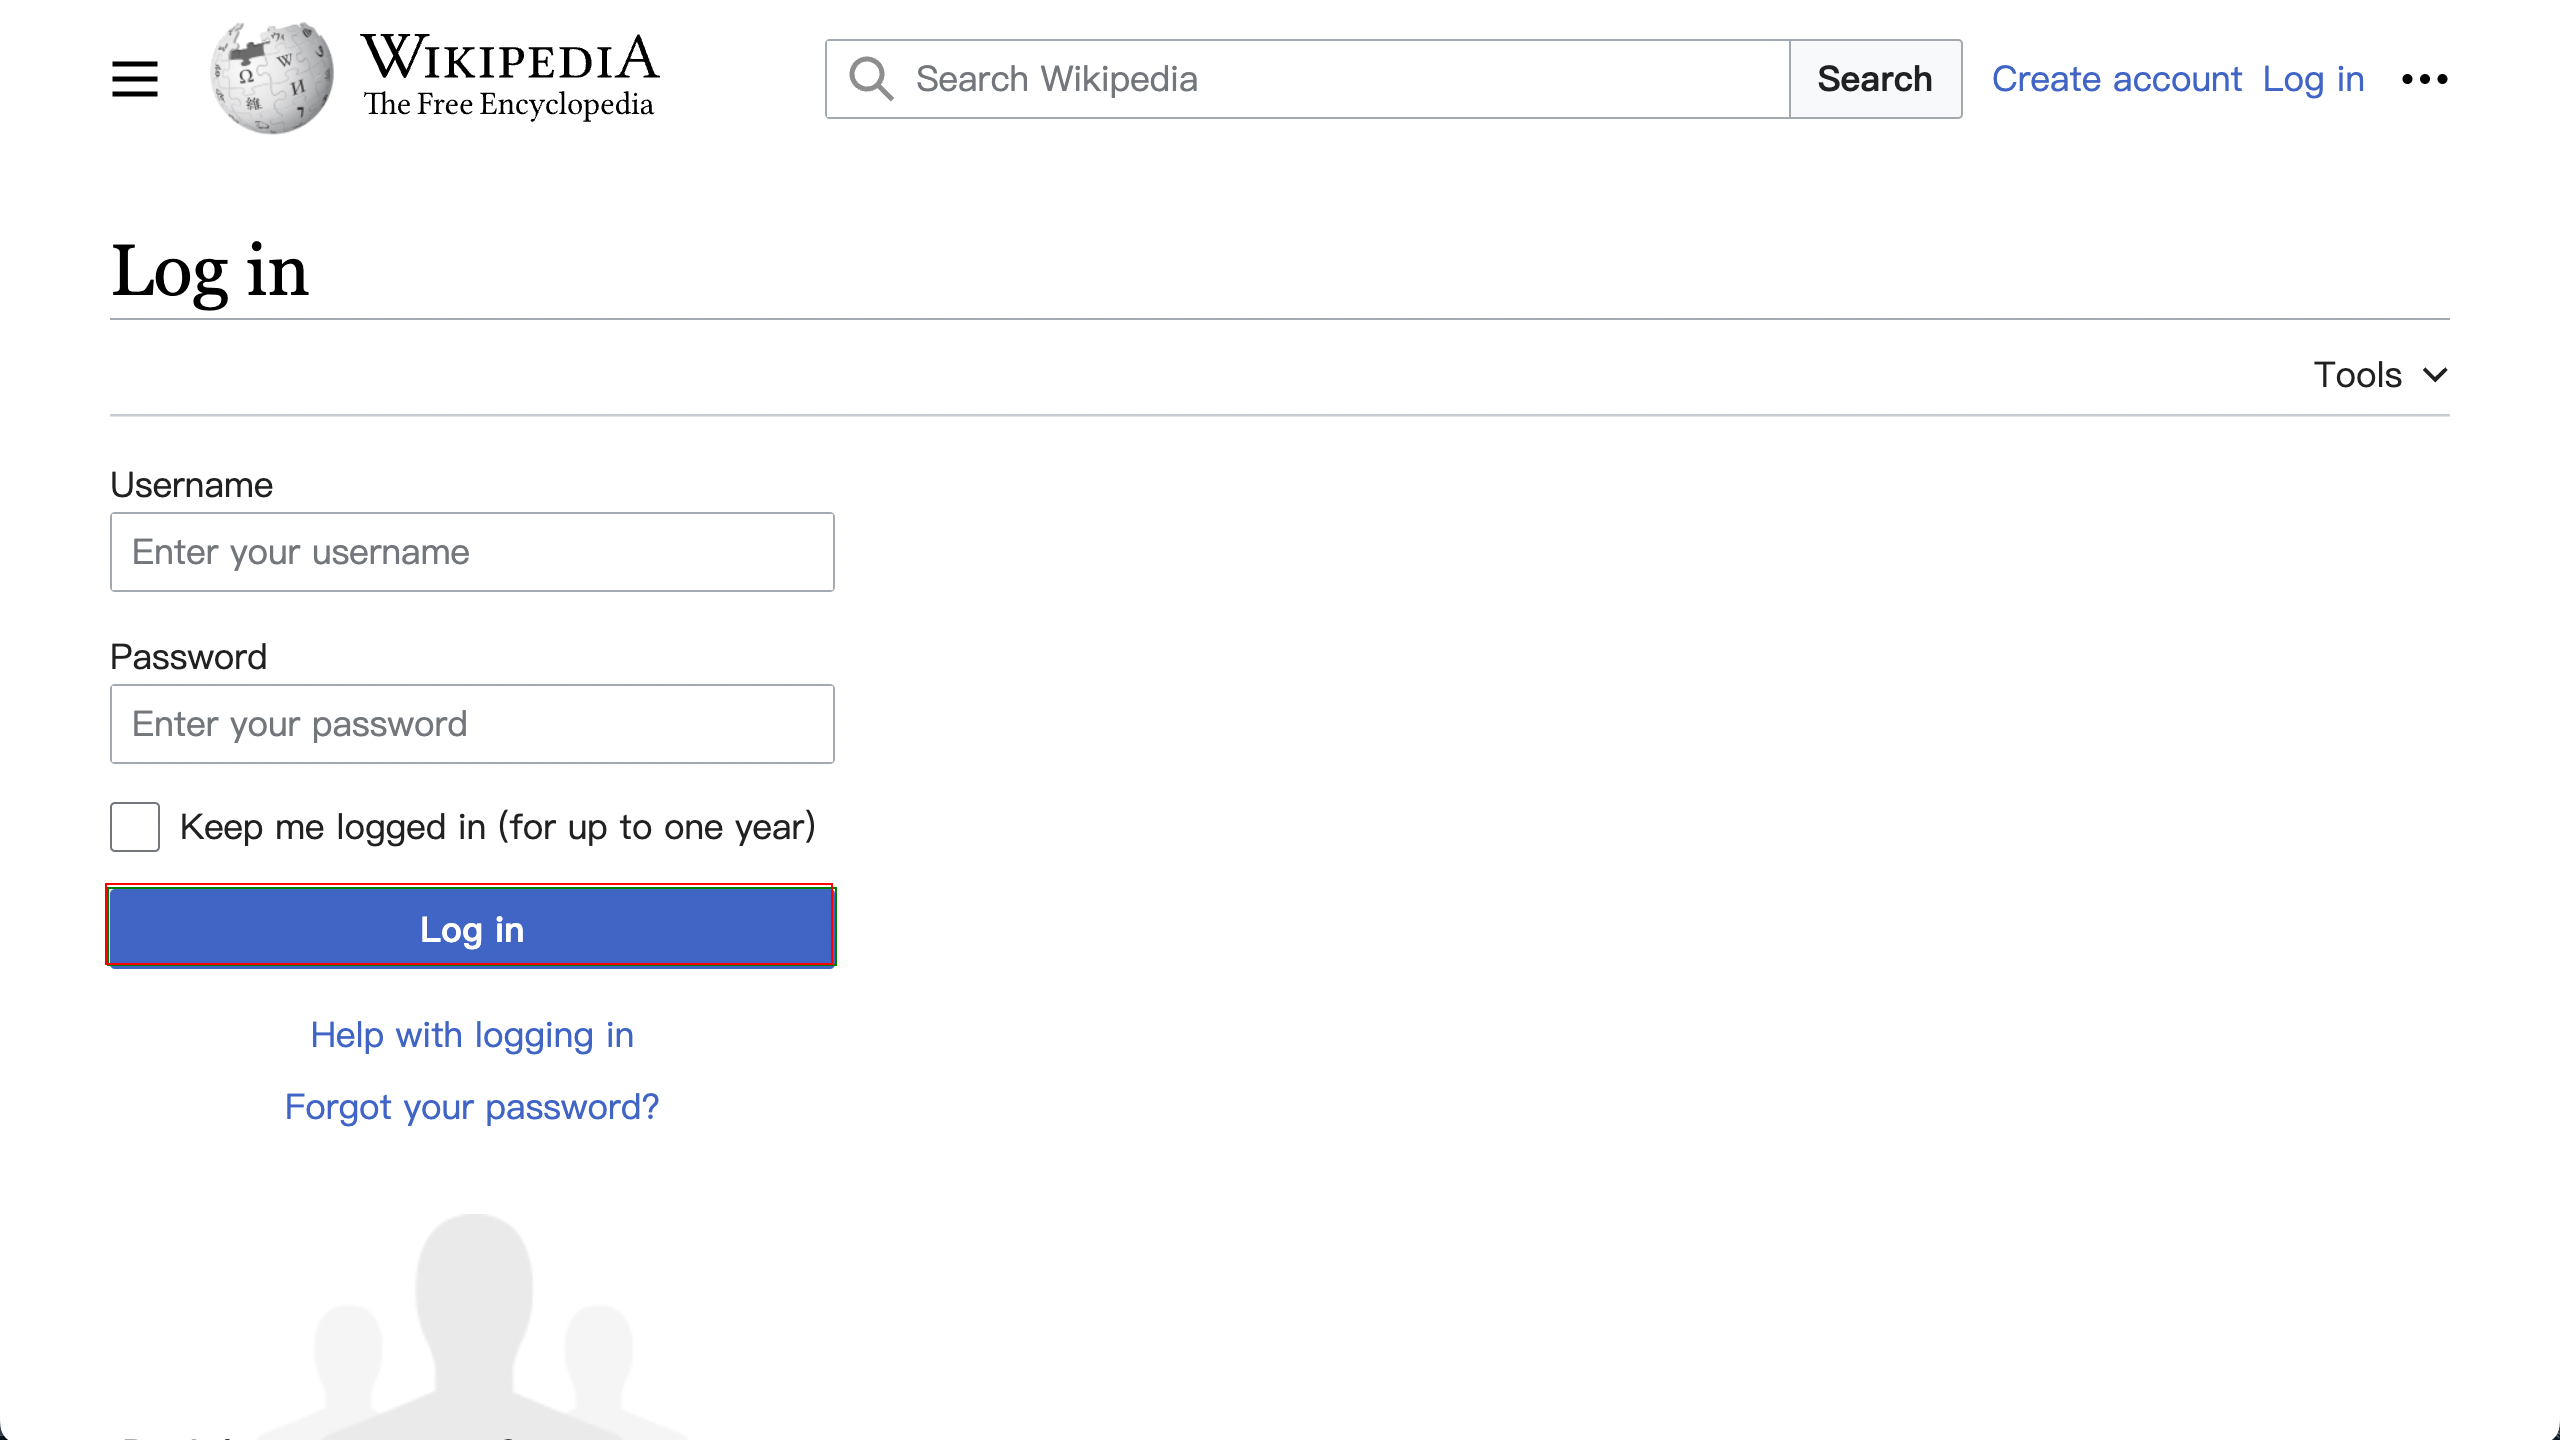 WIKIPEDIA
The Free Encyclopedia
Search Wikipedia
Search
Create account Log in
Log in
Tools
Username
Enter your username
Password
Enter your password
Keep me logged in (for up to one year)
Log in
Help with logging in
Forgot your password?